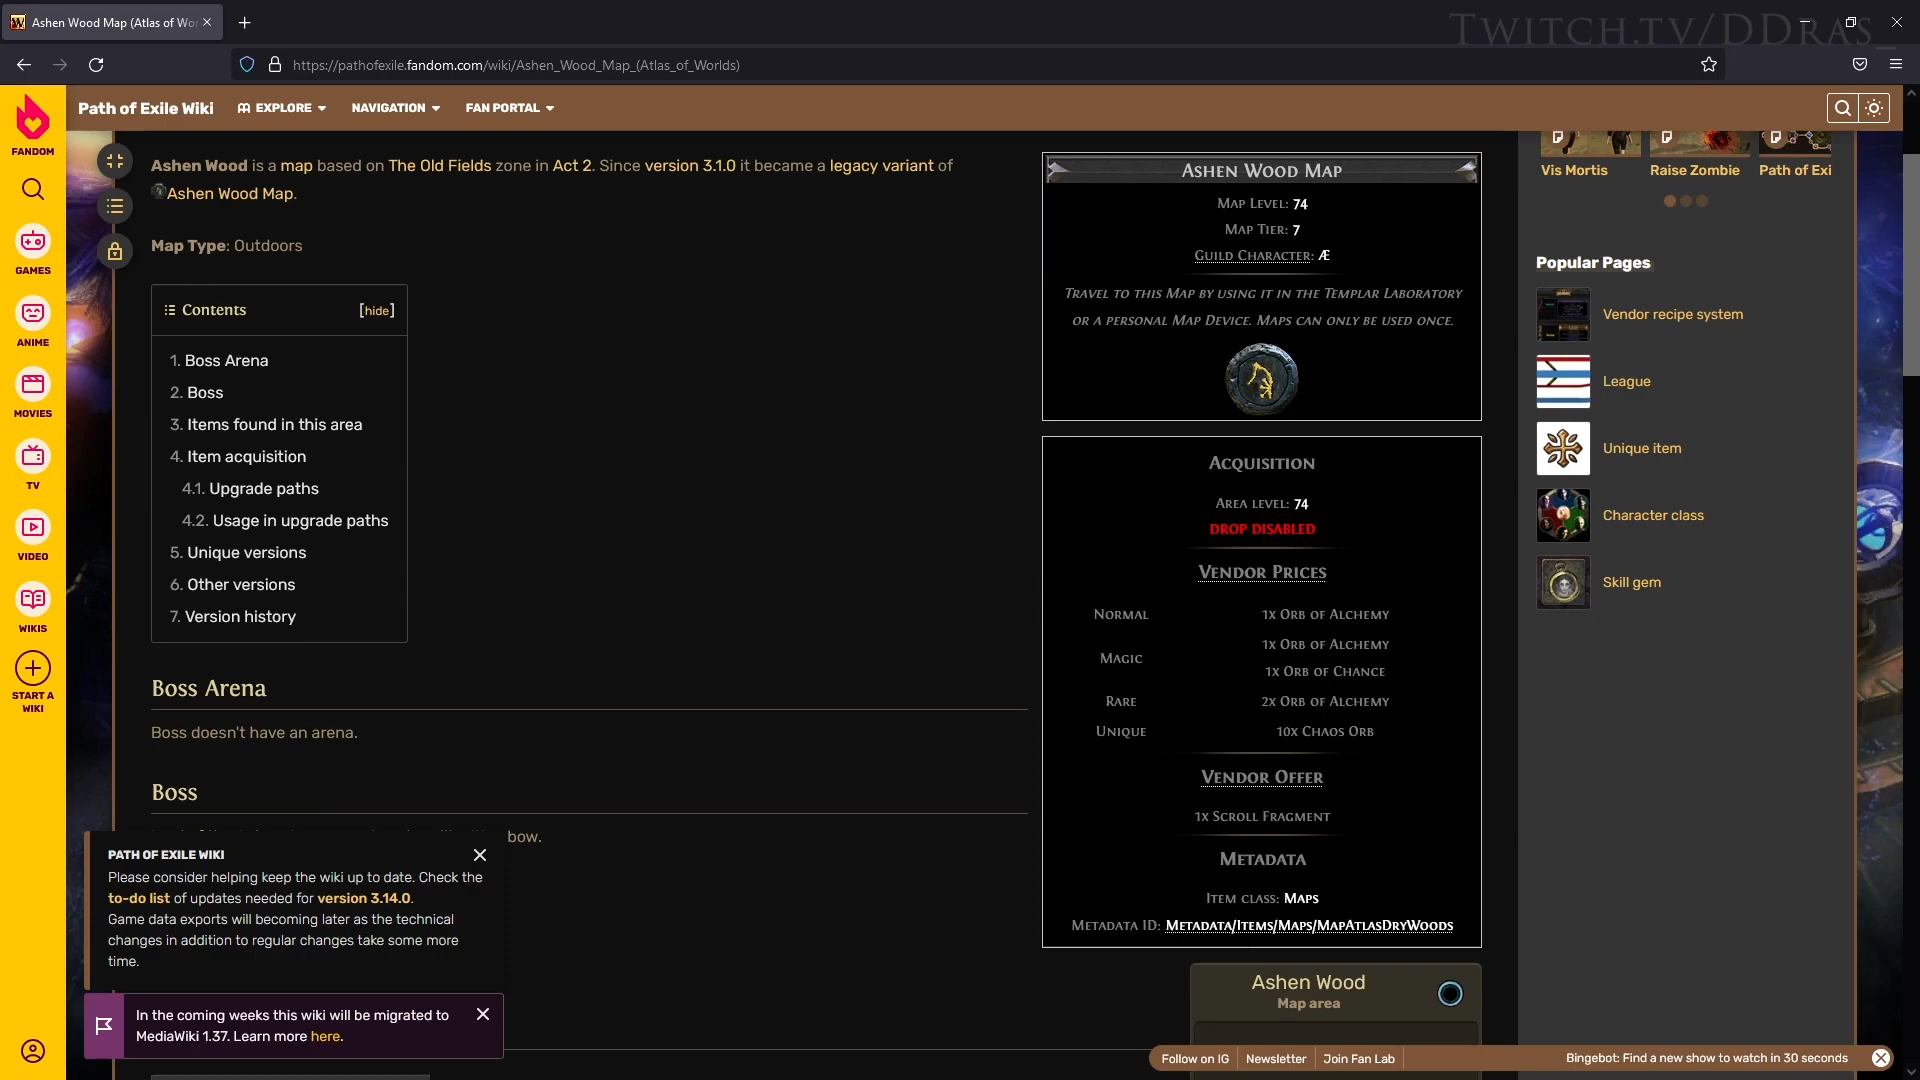 Ashen Wood Map (Atlas of Wor
Twitch.tv/DDras_
https://pathofexile.fandom.com/wiki/Ashen_Wood_Map_(Atlas_of_Worlds)
FANDOM
GAMES
ANIME
MOVIES
TV
VIDEO
WIKIS
START A
WIKI
Path of Exile Wiki
EXPLORE
NAVIGATION
FAN PORTAL
Ashen Wood is a map based on The Old Fields zone in Act 2. Since version 3.1.0 it became a legacy variant of
Ashen Wood Map.
Map Type: Outdoors
Contents [hide]
1. Boss Arena
2. Boss
3. Items found in this area
4. Item acquisition
4.1. Upgrade paths
4.2. Usage in upgrade paths
5. Unique versions
6. Other versions
7. Version history
Boss Arena
Boss doesn't have an arena.
Boss
bow.
PATH OF EXILE WIKI
Please consider helping keep the wiki up to date. Check the
to-do list of updates needed for version 3.14.0.
Game data exports will becoming later as the technical
changes in addition to regular changes take some more
time.
In the coming weeks this wiki will be migrated to
MediaWiki 1.37. Learn more here.
Ashen Wood Map
Map Level: 74
Map Tier: 7
Guild Character: Æ
Travel to this Map by using it in the Templar Laboratory
or a personal Map Device. Maps can only be used once.
Acquisition
Area level: 74
DROP DISABLED
Vendor Prices
Normal 1x Orb of Alchemy
Magic 1x Orb of Alchemy
1x Orb of Chance
Rare 2x Orb of Alchemy
Unique 10x Chaos Orb
Vendor Offer
1x Scroll Fragment
Metadata
Item class: Maps
Metadata ID: Metadata/Items/Maps/MapAtlasDryWoods
Ashen Wood
Map area
Vis Mortis
Raise Zombie
Path of Exi
Popular Pages
Vendor recipe system
League
Unique item
Character class
Skill gem
Follow on IG
Newsletter
Join Fan Lab
Bingebot: Find a new show to watch in 30 seconds